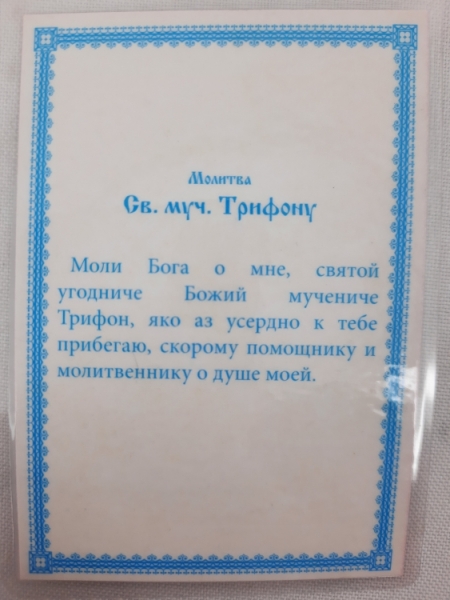 Молитва
Св. муч. Трифону
Моли Бога о мне, святой
угодниче Божий мучениче
Трифон, яко аз усердно к тебе
прибегаю, скорому помощнику и
молитвеннику о душе моей.